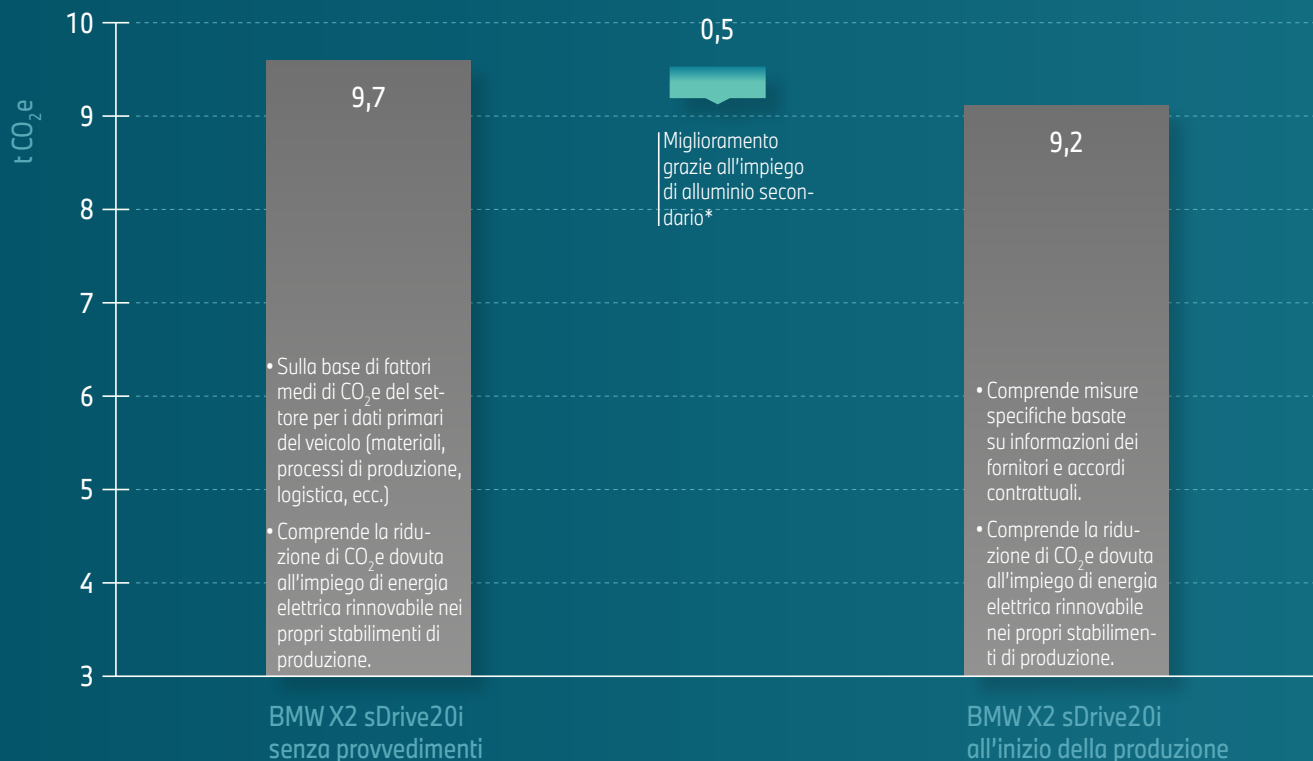 10
9
8
7
6
5
4
3
t CO₂e
9,7
• Sulla base di fattori
medi di CO₂e del set-
tore per i dati primari
del veicolo (materiali,
processi di produzione,
logistica, ecc.)
• Comprende la ridu-
zione di CO₂e dovuta
all'impiego di energia
elettrica rinnovabile nei
propri stabilimenti di
produzione.
BMW X2 sDrive20i
senza provvedimenti
0,5
Miglioramento
grazie all'impiego
di alluminio secon-
dario*
9,2
• Comprende misure
specifiche basate
su informazioni dei
fornitori e accordi
contrattuali.
• Comprende la ridu-
zione di CO₂e dovuta
all'impiego di energia
elettrica rinnovabile
nei propri stabilimen-
ti di produzione.
BMW X2 sDrive20i
all'inizio della produzione